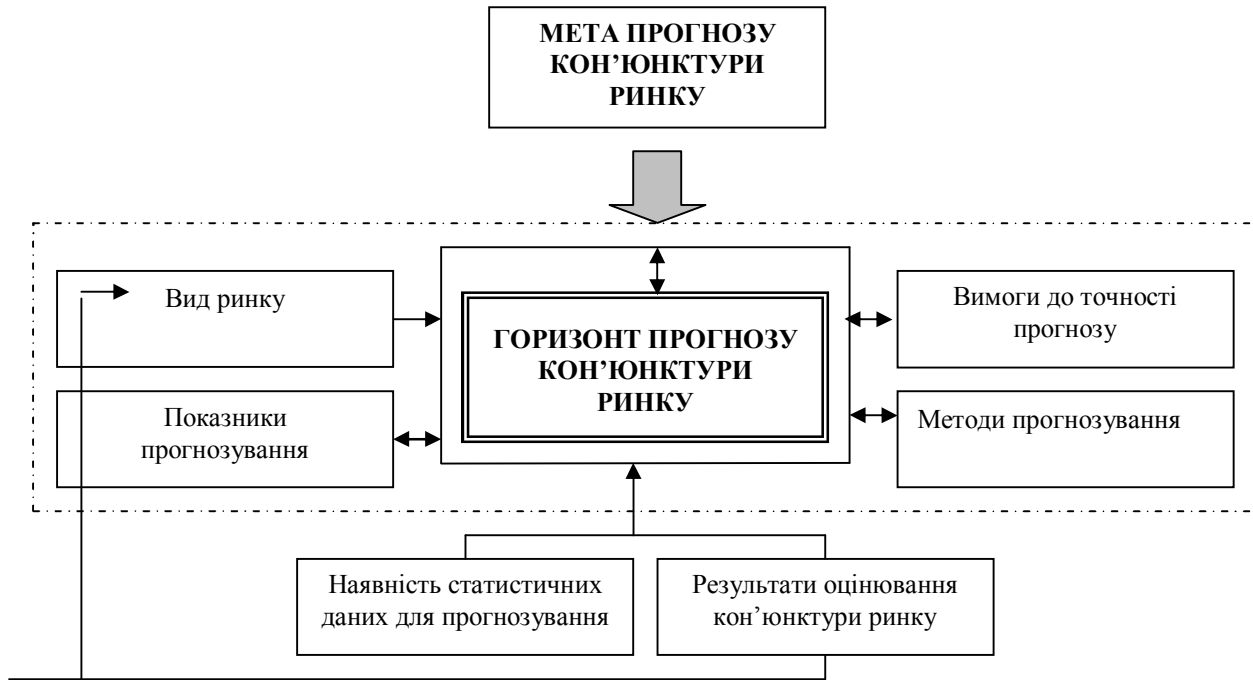 МЕТА ПРОГНОЗУ
КОН’ЮНКТУРИ
РИНКУ
Вид ринку
Вимоги до точності
прогнозу
ГОРИЗОНТ ПРОГНОЗУ
КОН’ЮНКТУРИ
РИНКУ
Показники
прогнозування
Методи прогнозування
Наявність статистичних
даних для прогнозування
Результати оцінювання
кон’юнктури ринку